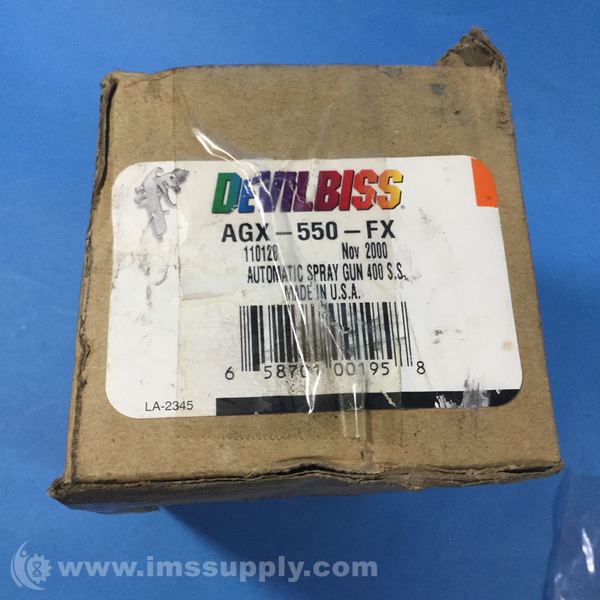 DEVILBISS
AGX-550-FX
110128 Nov 2000
AUTOMATIC SPRAY GUN 400 S.S.
MADE IN U.S.A.
6 58701 00195 8
LA-2345
www.imssupply.com